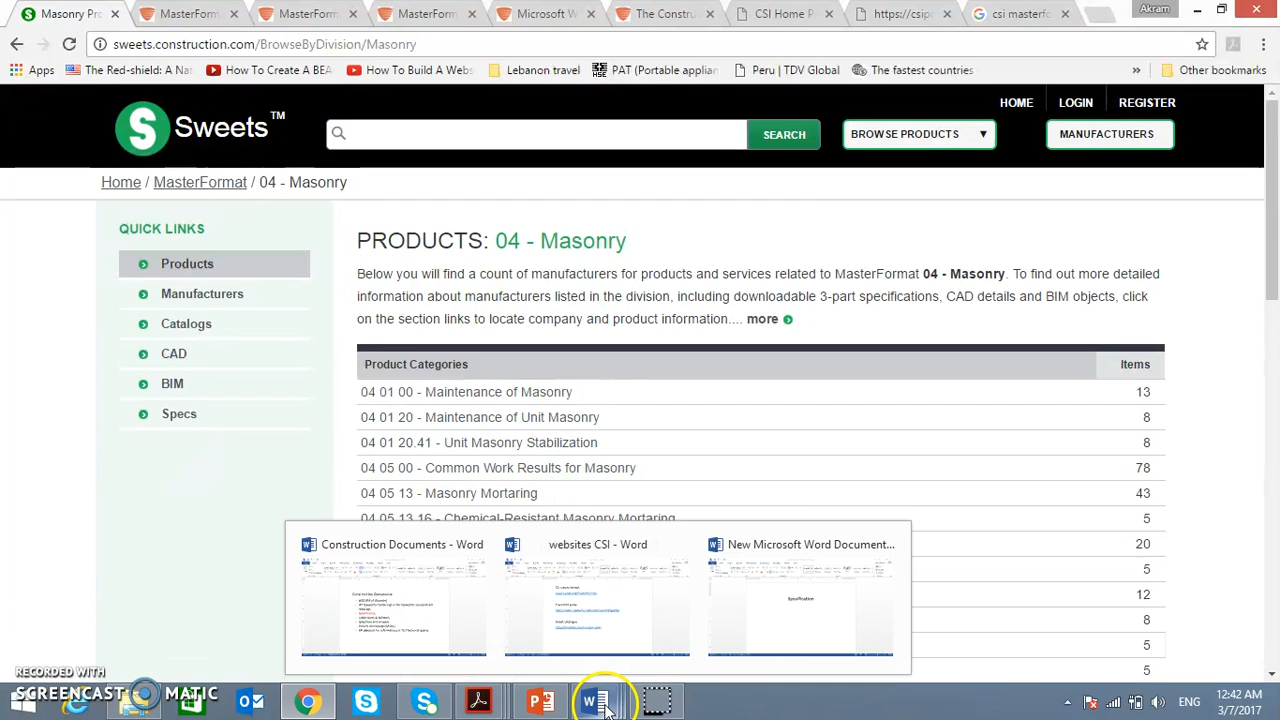 Masonry Pro
MasterForm
MasterForm
MasterForm
Microsoft W
The Constru
CSI Home P
https://csipc
csi masterfo
Akram
sweets.construction.com/BrowseByDivision/Masonry
Apps
The Red-shield: A Na
How To Create A BEA
How To Build A Webs
Lebanon travel
PAT (Portable applian
Peru | TDV Global
The fastest countries
»
Other bookmarks
HOME
LOGIN
REGISTER
S Sweets™
SEARCH
BROWSE PRODUCTS ▼
MANUFACTURERS
Home / MasterFormat / 04 - Masonry
QUICK LINKS
Products
Manufacturers
Catalogs
CAD
BIM
Specs
PRODUCTS: 04 - Masonry
Below you will find a count of manufacturers for products and services related to MasterFormat 04 - Masonry. To find out more detailed
information about manufacturers listed in the division, including downloadable 3-part specifications, CAD details and BIM objects, click
on the section links to locate company and product information.... more
Product Categories Items
04 01 00 - Maintenance of Masonry 13
04 01 20 - Maintenance of Unit Masonry 8
04 01 20.41 - Unit Masonry Stabilization 8
04 05 00 - Common Work Results for Masonry 78
04 05 13 - Masonry Mortaring 43
04 05 13.16 - Chemical-Resistant Masonry Mortaring 5
20
5
12
8
5
5
Construction Documents - Word
websites CSI - Word
New Microsoft Word Document...
Specification
RECORDED WITH
SCREENCAST MATIC
ENG
12:42 AM
3/7/2017